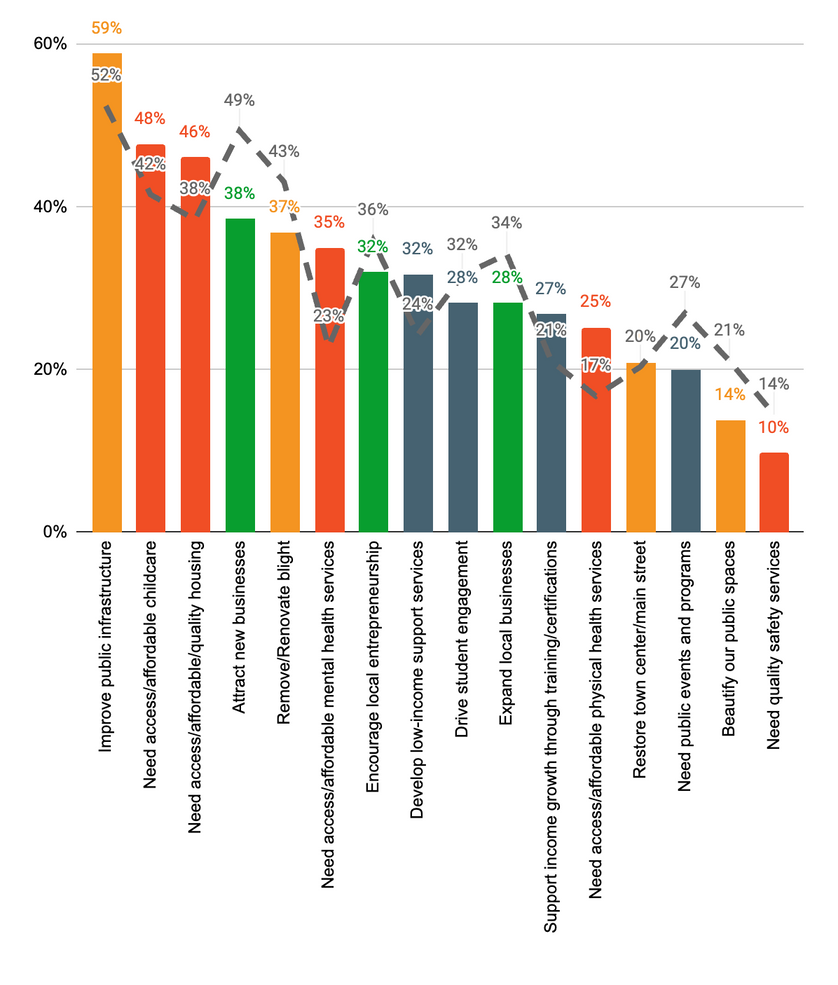 59%
60%
52%
49%
48%
46%
43%
42%
38%
38%
40%
37%
36%
35%
34%
32%
32%
32%
28%
28%
27%
27%
25%
24%
23%
21%
21%
20%
20%
20%
17%
14%
14%
10%
0%
Improve public infrastructure
Need access/affordable childcare
Need access/affordable/quality housing
Attract new businesses
Remove/Renovate blight
Need access/affordable mental health services
Encourage local entrepreneurship
Develop low-income support services
Drive student engagement
Expand local businesses
Support income growth through training/certifications
Need access/affordable physical health services
Restore town center/main street
Need public events and programs
Beautify our public spaces
Need quality safety services